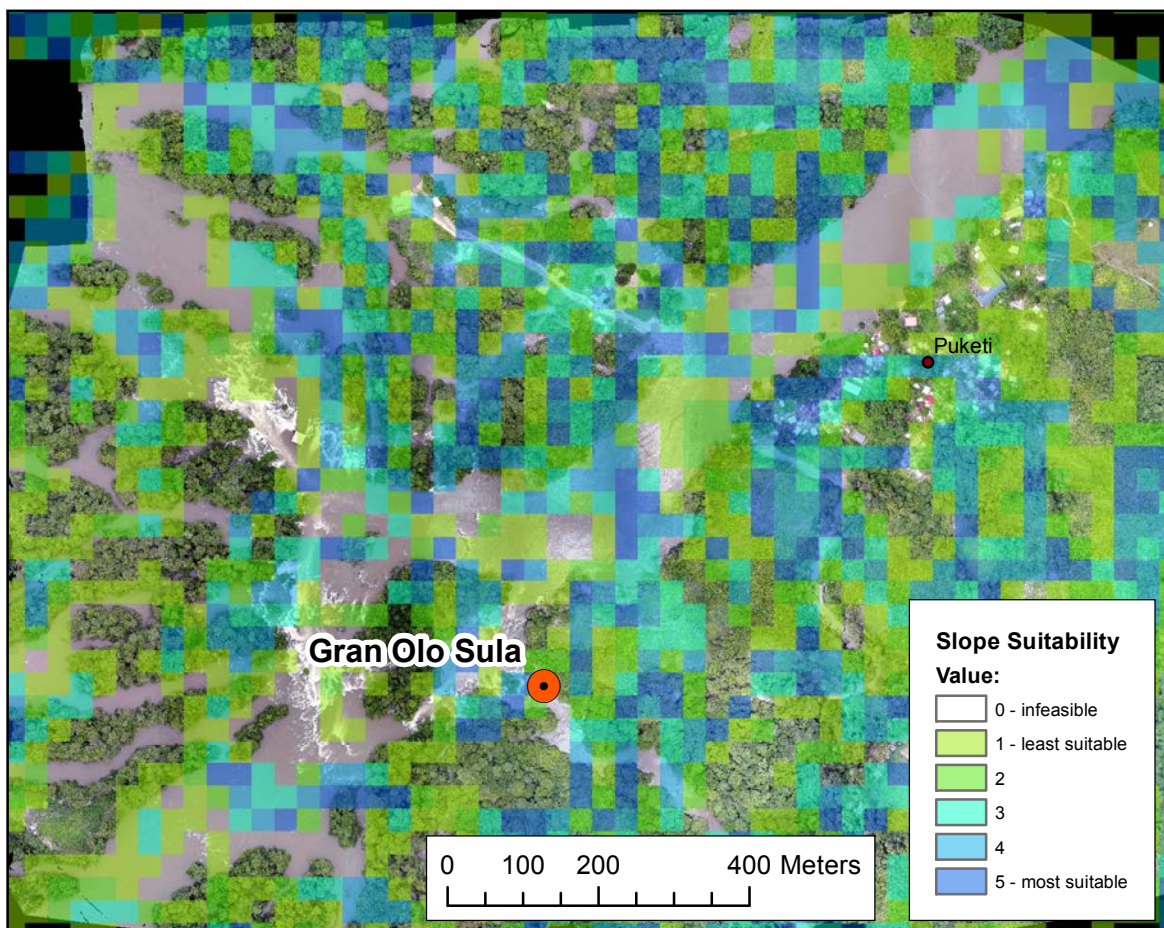 Puketi
Gran Olo Sula
Slope Suitability
Value:
0 - infeasible
1 - least suitable
2
3
4
5 - most suitable
0 100 200 400 Meters